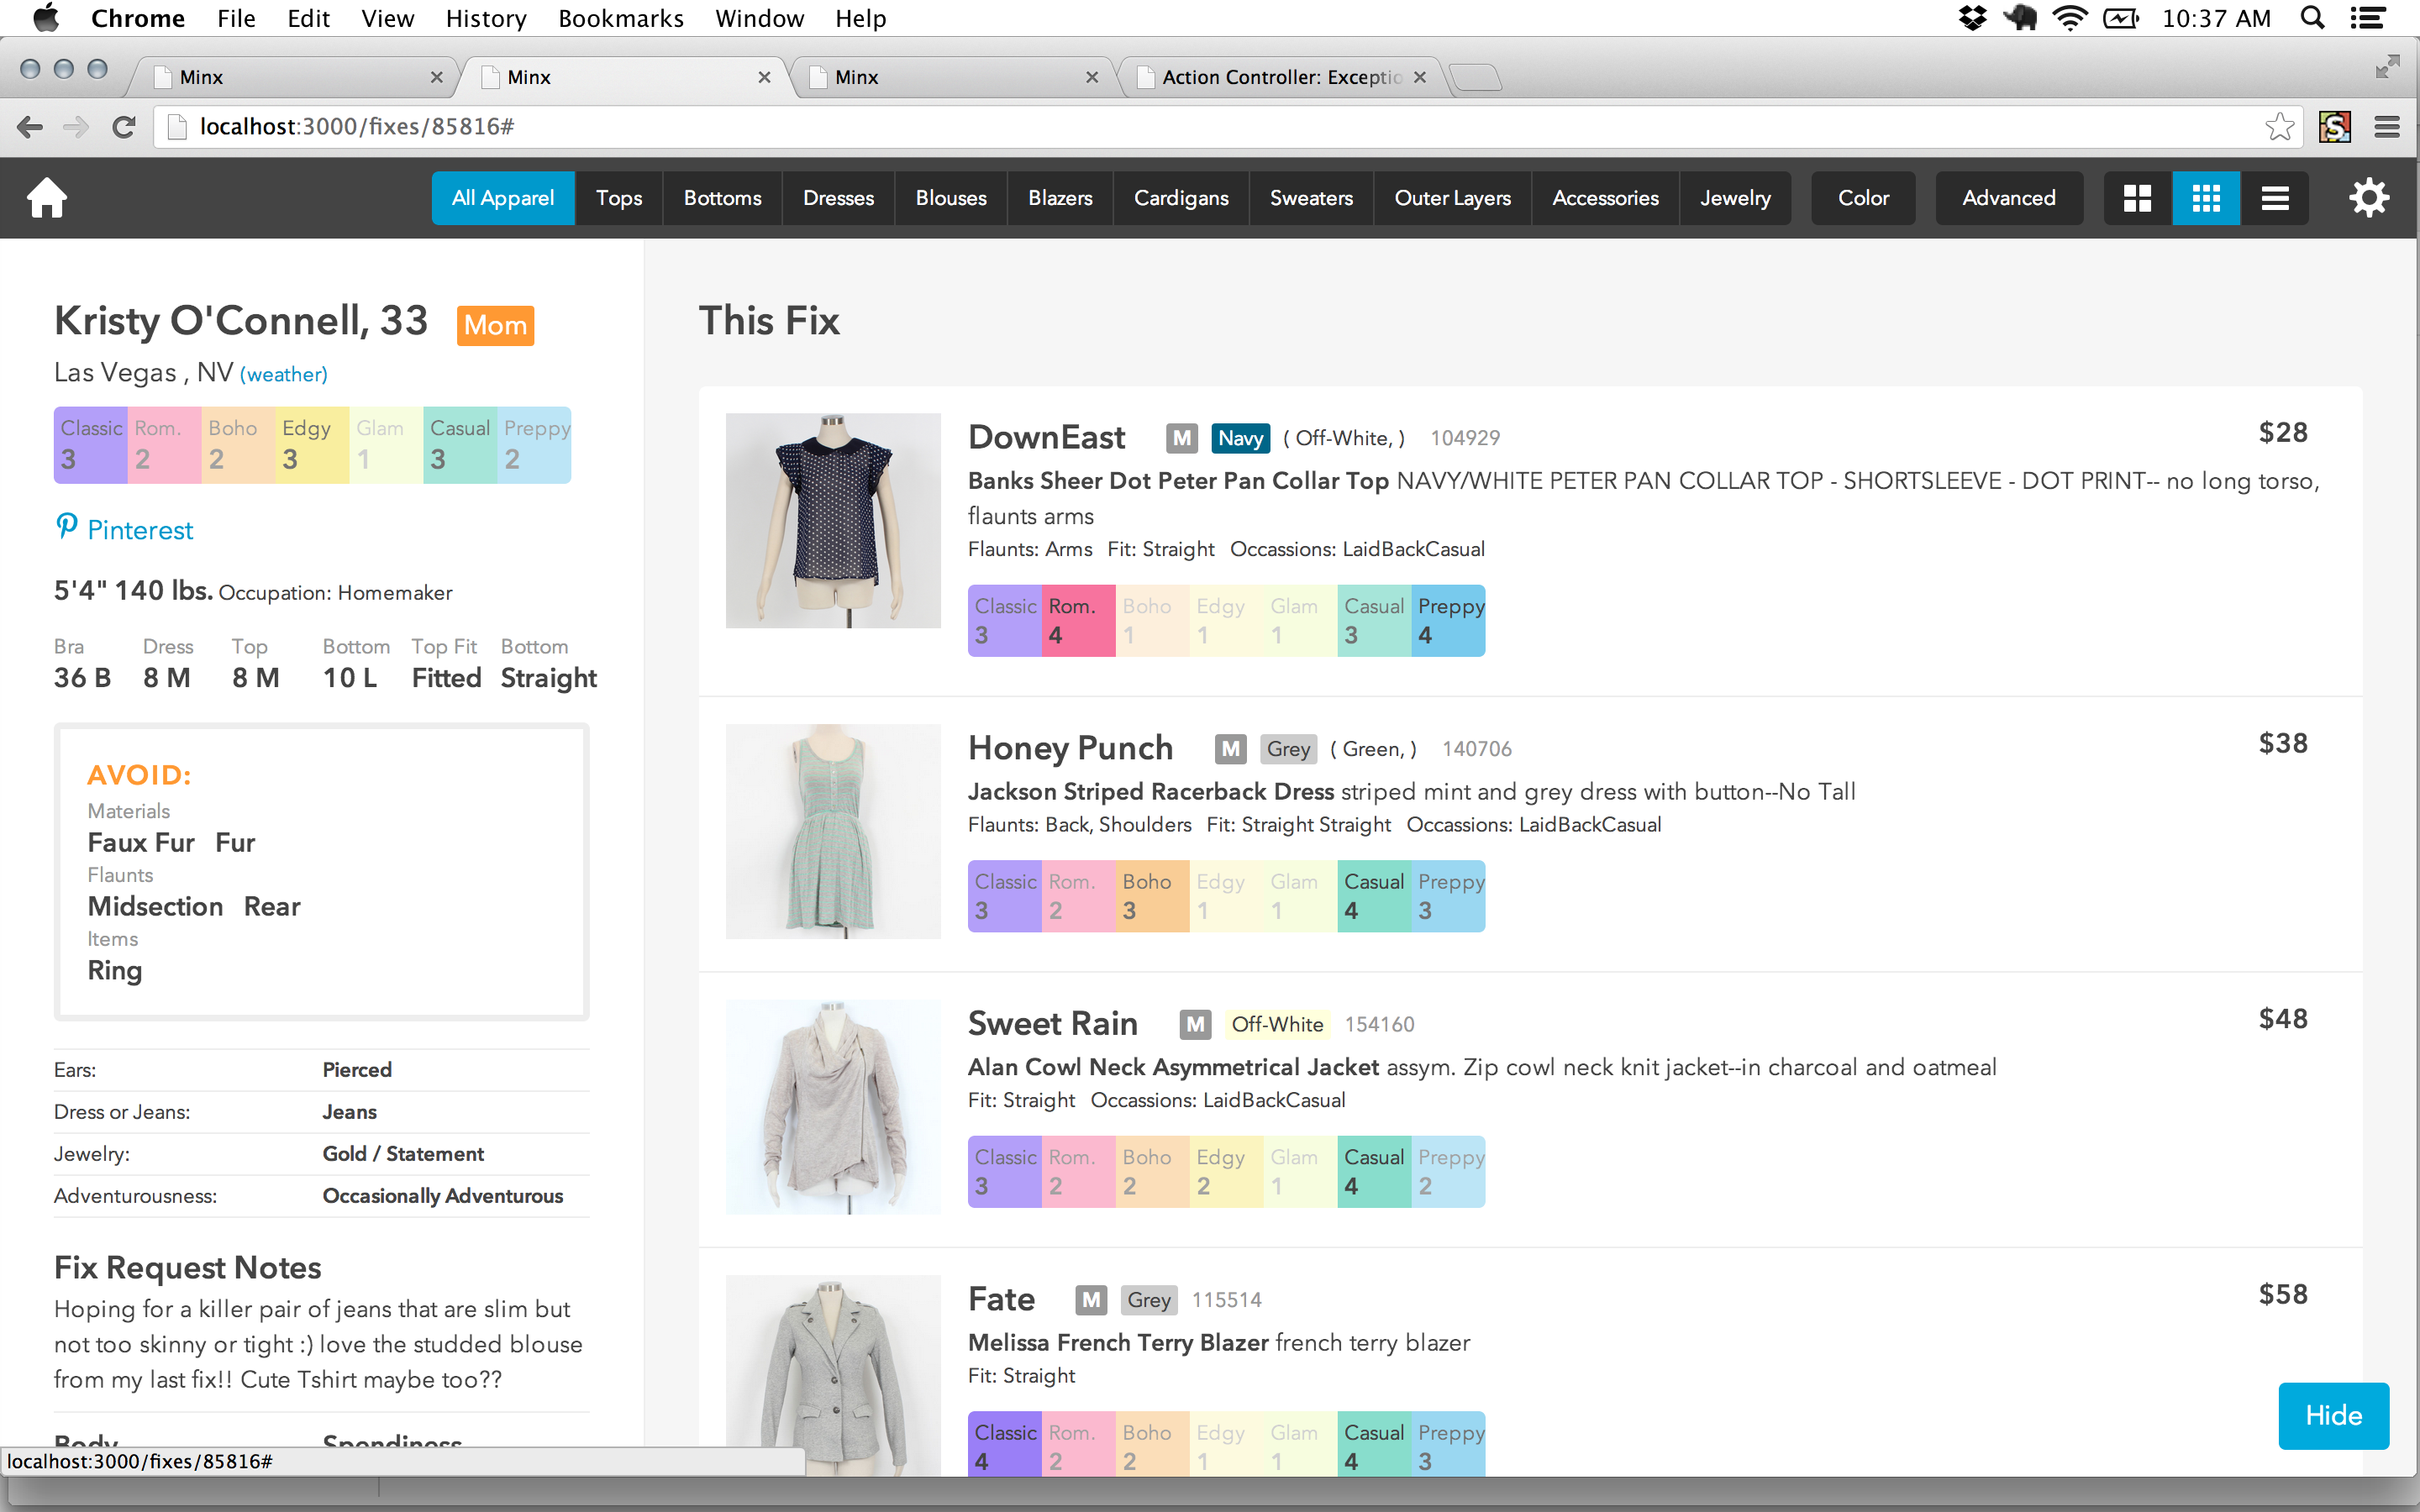 Chrome File Edit View History Bookmarks Window Help 10:37 AM
Minx Minx Minx Action Controller: Exceptio
localhost:3000/fixes/85816#
All Apparel Tops Bottoms Dresses Blouses Blazers Cardigans Sweaters Outer Layers Accessories Jewelry Color Advanced
Kristy O'Connell, 33 Mom
Las Vegas , NV (weather)
Classic Rom. Boho Edgy Glam Casual Preppy
3 2 2 3 1 3 2
Pinterest
5'4" 140 lbs. Occupation: Homemaker
Bra Dress Top Bottom Top Fit Bottom
36 B 8 M 8 M 10 L Fitted Straight
AVOID:
Materials
Faux Fur Fur
Flaunts
Midsection Rear
Items
Ring
Ears: Pierced
Dress or Jeans: Jeans
Jewelry: Gold / Statement
Adventurousness: Occasionally Adventurous
Fix Request Notes
Hoping for a killer pair of jeans that are slim but
not too skinny or tight :) love the studded blouse
from my last fix!! Cute Tshirt maybe too??
Body Spendiness
localhost:3000/fixes/85816#
This Fix
DownEast M Navy ( Off-White, ) 104929 $28
Banks Sheer Dot Peter Pan Collar Top NAVY/WHITE PETER PAN COLLAR TOP - SHORTSLEEVE - DOT PRINT-- no long torso,
flaunts arms
Flaunts: Arms Fit: Straight Occassions: LaidBackCasual
Classic Rom. Boho Edgy Glam Casual Preppy
3 4 1 1 1 3 4
Honey Punch M Grey ( Green, ) 140706 $38
Jackson Striped Racerback Dress striped mint and grey dress with button--No Tall
Flaunts: Back, Shoulders Fit: Straight Straight Occassions: LaidBackCasual
Classic Rom. Boho Edgy Glam Casual Preppy
3 2 3 1 1 4 3
Sweet Rain M Off-White 154160 $48
Alan Cowl Neck Asymmetrical Jacket assym. Zip cowl neck knit jacket--in charcoal and oatmeal
Fit: Straight Occassions: LaidBackCasual
Classic Rom. Boho Edgy Glam Casual Preppy
3 2 2 2 1 4 2
Fate M Grey 115514 $58
Melissa French Terry Blazer french terry blazer
Fit: Straight
Classic Rom. Boho Edgy Glam Casual Preppy
4 2 2 1 1 4 3
Hide